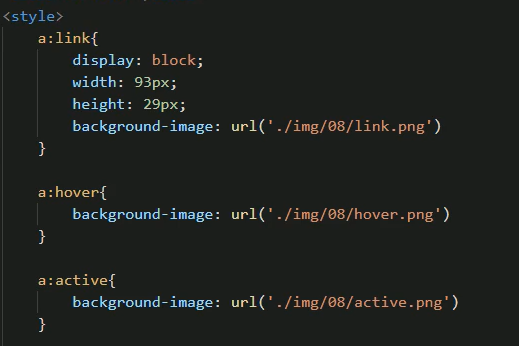 <style>
a:link{
display: block;
width: 93px;
height: 29px;
background-image: url('./img/08/link.png')
}
a:hover{
background-image: url('./img/08/hover.png')
}
a:active{
background-image: url('./img/08/active.png')
}